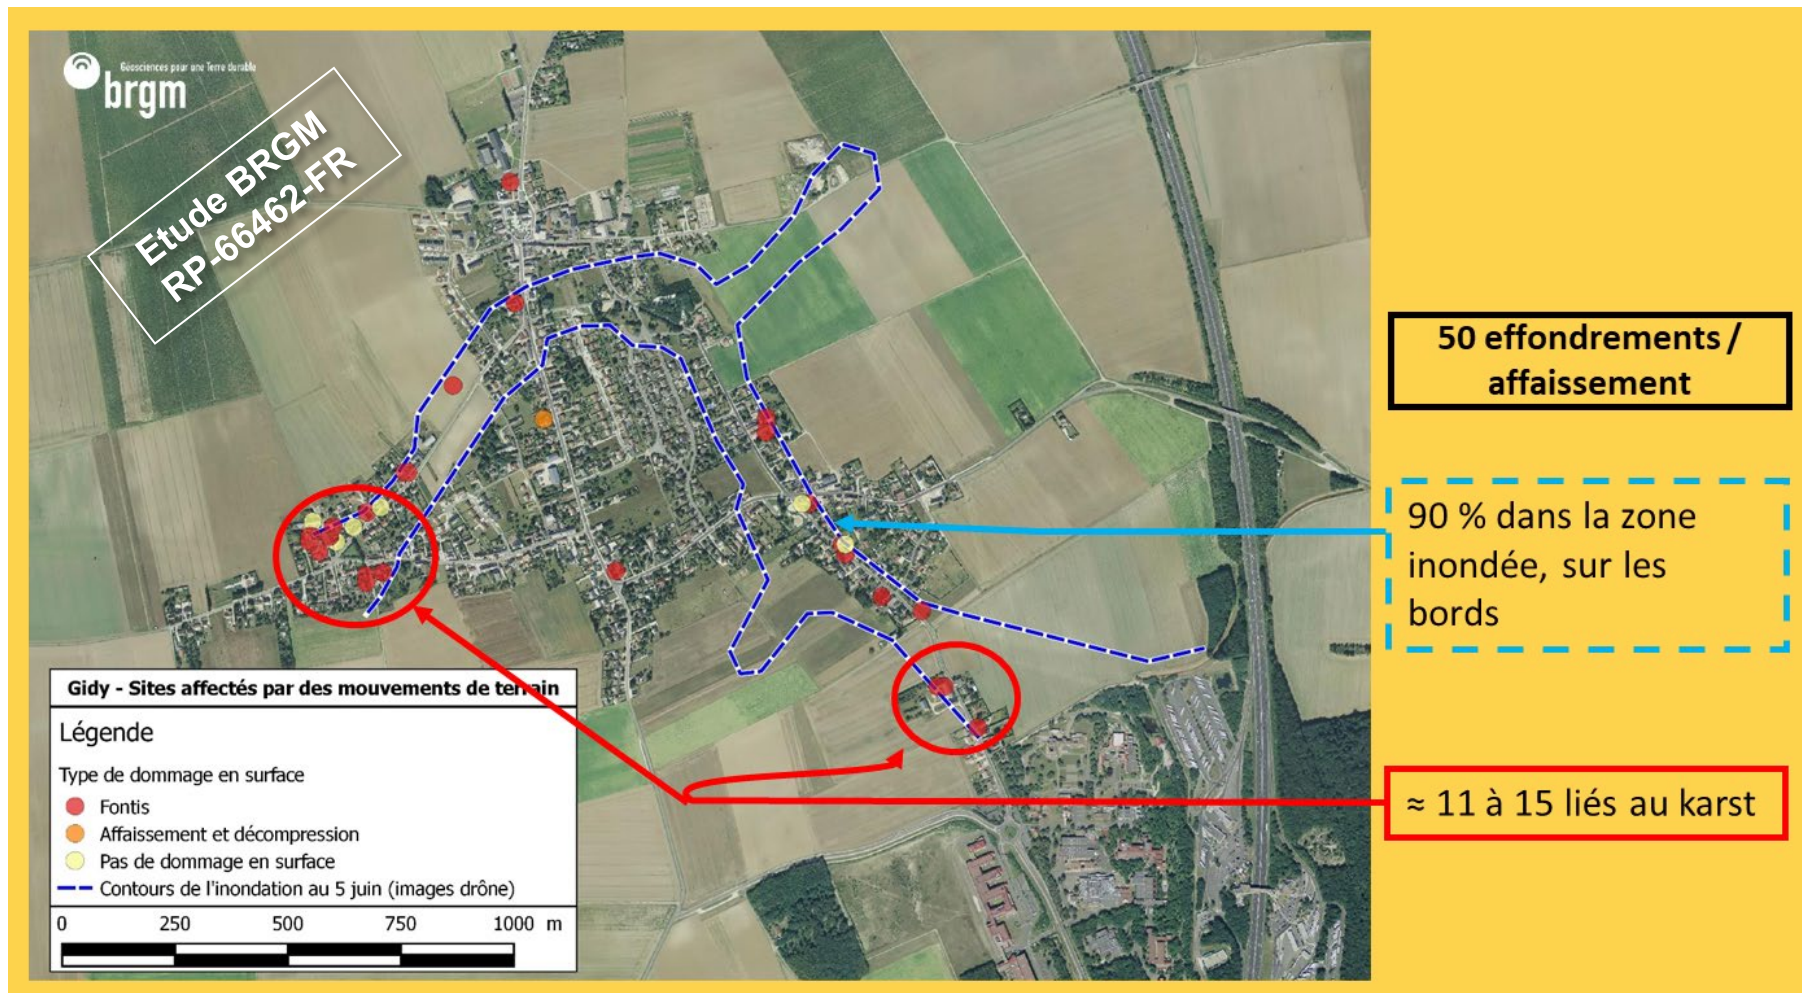 Géosciences pour une Terre durable
brgm
Etude BRGM
RP-66462-FR
50 effondrements /
affaissement
90 % dans la zone
inondée, sur les
bords
≈ 11 à 15 liés au karst
Gidy - Sites affectés par des mouvements de terrain
Légende
Type de dommage en surface
Fontis
Affaissement et décompression
Pas de dommage en surface
Contours de l'inondation au 5 juin (images drône)
0 250 500 750 1000 m